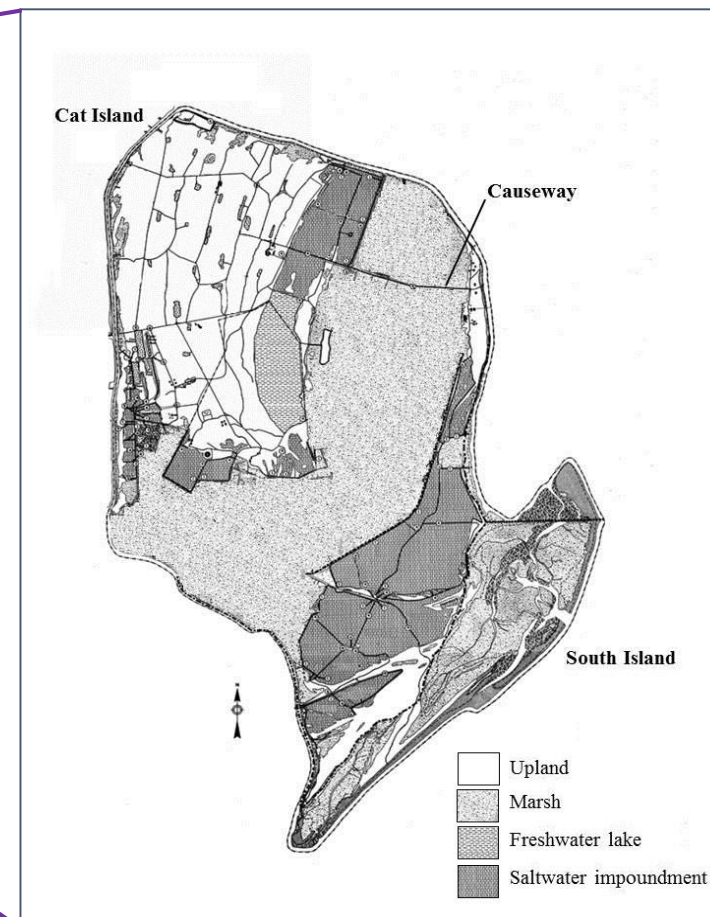 Cat Island
Causeway
South Island
Upland
Marsh
Freshwater lake
Saltwater impoundment